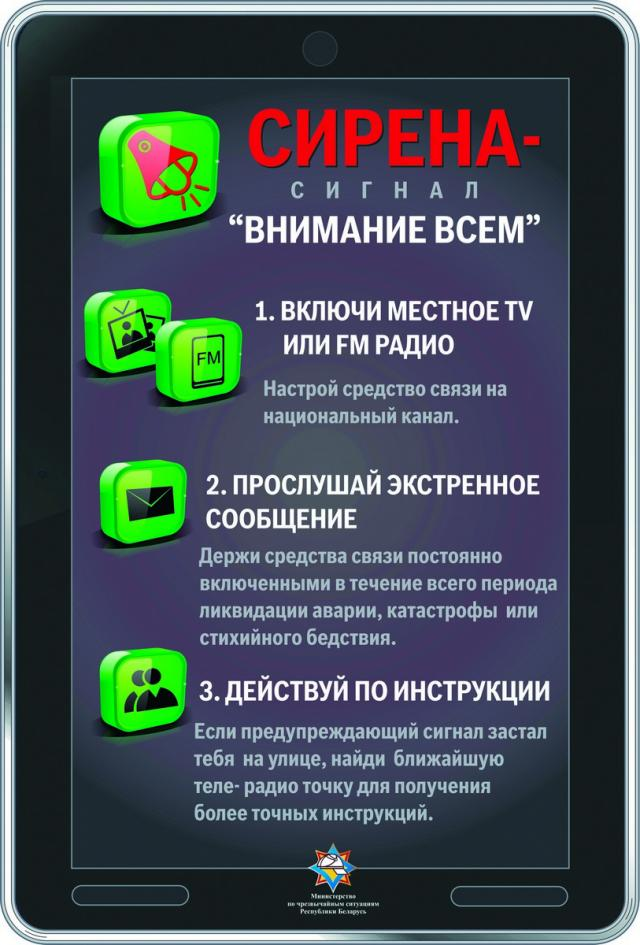 СИРЕНА-
СИГНАЛ
“ВНИМАНИЕ ВСЕМ”
1. ВКЛЮЧИ МЕСТНОЕ TV
ИЛИ FM РАДИО
FM
Настрой средство связи на
национальный канал.
2. ПРОСЛУШАЙ ЭКСТРЕННОЕ
СООБЩЕНИЕ
Держи средства связи постоянно
включенными в течение всего периода
ликвидации аварии, катастрофы или
стихийного бедствия.
3. ДЕЙСТВУЙ ПО ИНСТРУКЦИИ
Если предупреждающий сигнал застал
тебя на улице, найди ближайшую
теле- радио точку для получения
более точных инструкций.
Министерство
по чрезвычайным ситуациям
Республики Беларусь